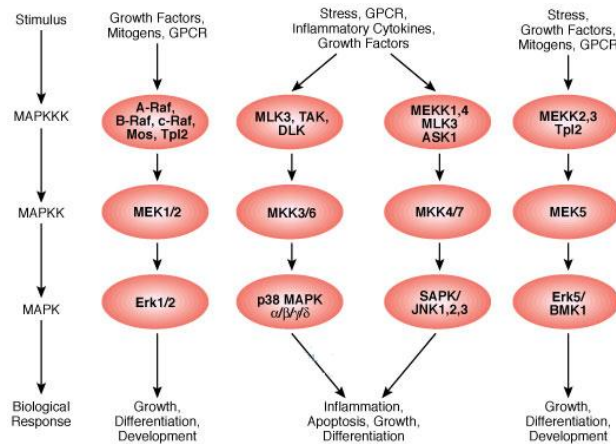 Stimulus
Growth Factors,
Mitogens, GPCR
Stress, GPCR,
Inflammatory Cytokines,
Growth Factors
Stress,
Growth Factors,
Mitogens, GPCR
MAPKKK
A-Raf,
B-Raf, c-Raf,
Mos, Tpl2
MLK3, TAK,
DLK
MEKK1,4
MLK3
ASK1
MEKK2,3
Tpl2
MAPKK
MEK1/2
MKK3/6
MKK4/7
MEK5
MAPK
Erk1/2
p38 MAPK
α/β/γ/δ
SAPK/
JNK1,2,3
Erk5/
BMK1
Biological
Response
Growth,
Differentiation,
Development
Inflammation,
Apoptosis, Growth,
Differentiation
Growth,
Differentiation,
Development